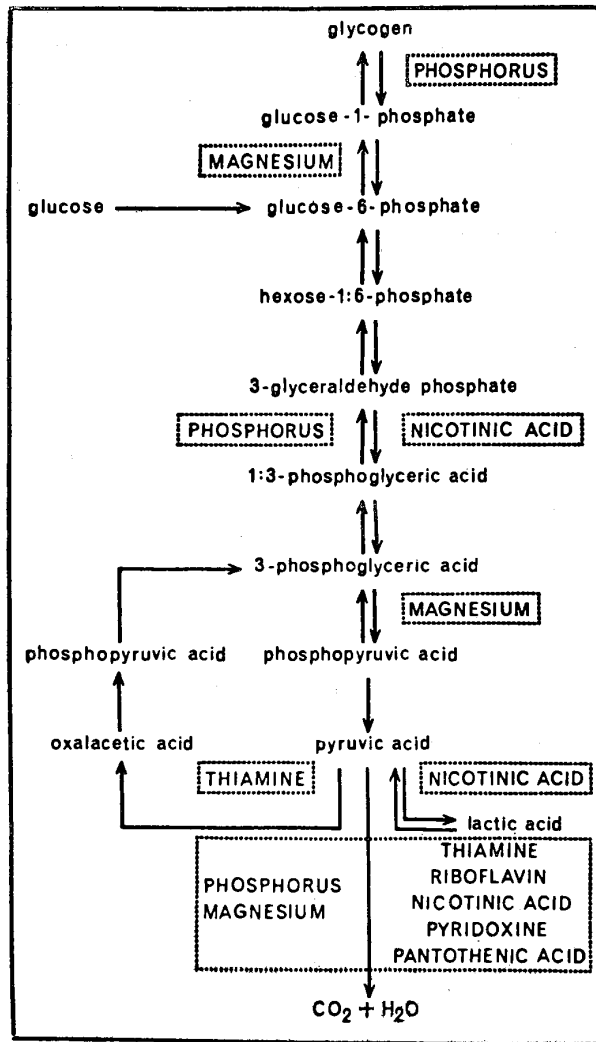 glycogen
PHOSPHORUS
glucose-1-phosphate
MAGNESIUM
glucose
glucose-6-phosphate
hexose-1:6-phosphate
3-glyceraldehyde phosphate
PHOSPHORUS
NICOTINIC ACID
1:3-phosphoglyceric acid
3-phosphoglyceric acid
MAGNESIUM
phosphopyruvic acid
phosphopyruvic acid
oxalacetic acid
pyruvic acid
THIAMINE
NICOTINIC ACID
lactic acid
PHOSPHORUS
MAGNESIUM
THIAMINE
RIBOFLAVIN
NICOTINIC ACID
PYRIDOXINE
PANTOTHENIC ACID
CO₂ + H₂O